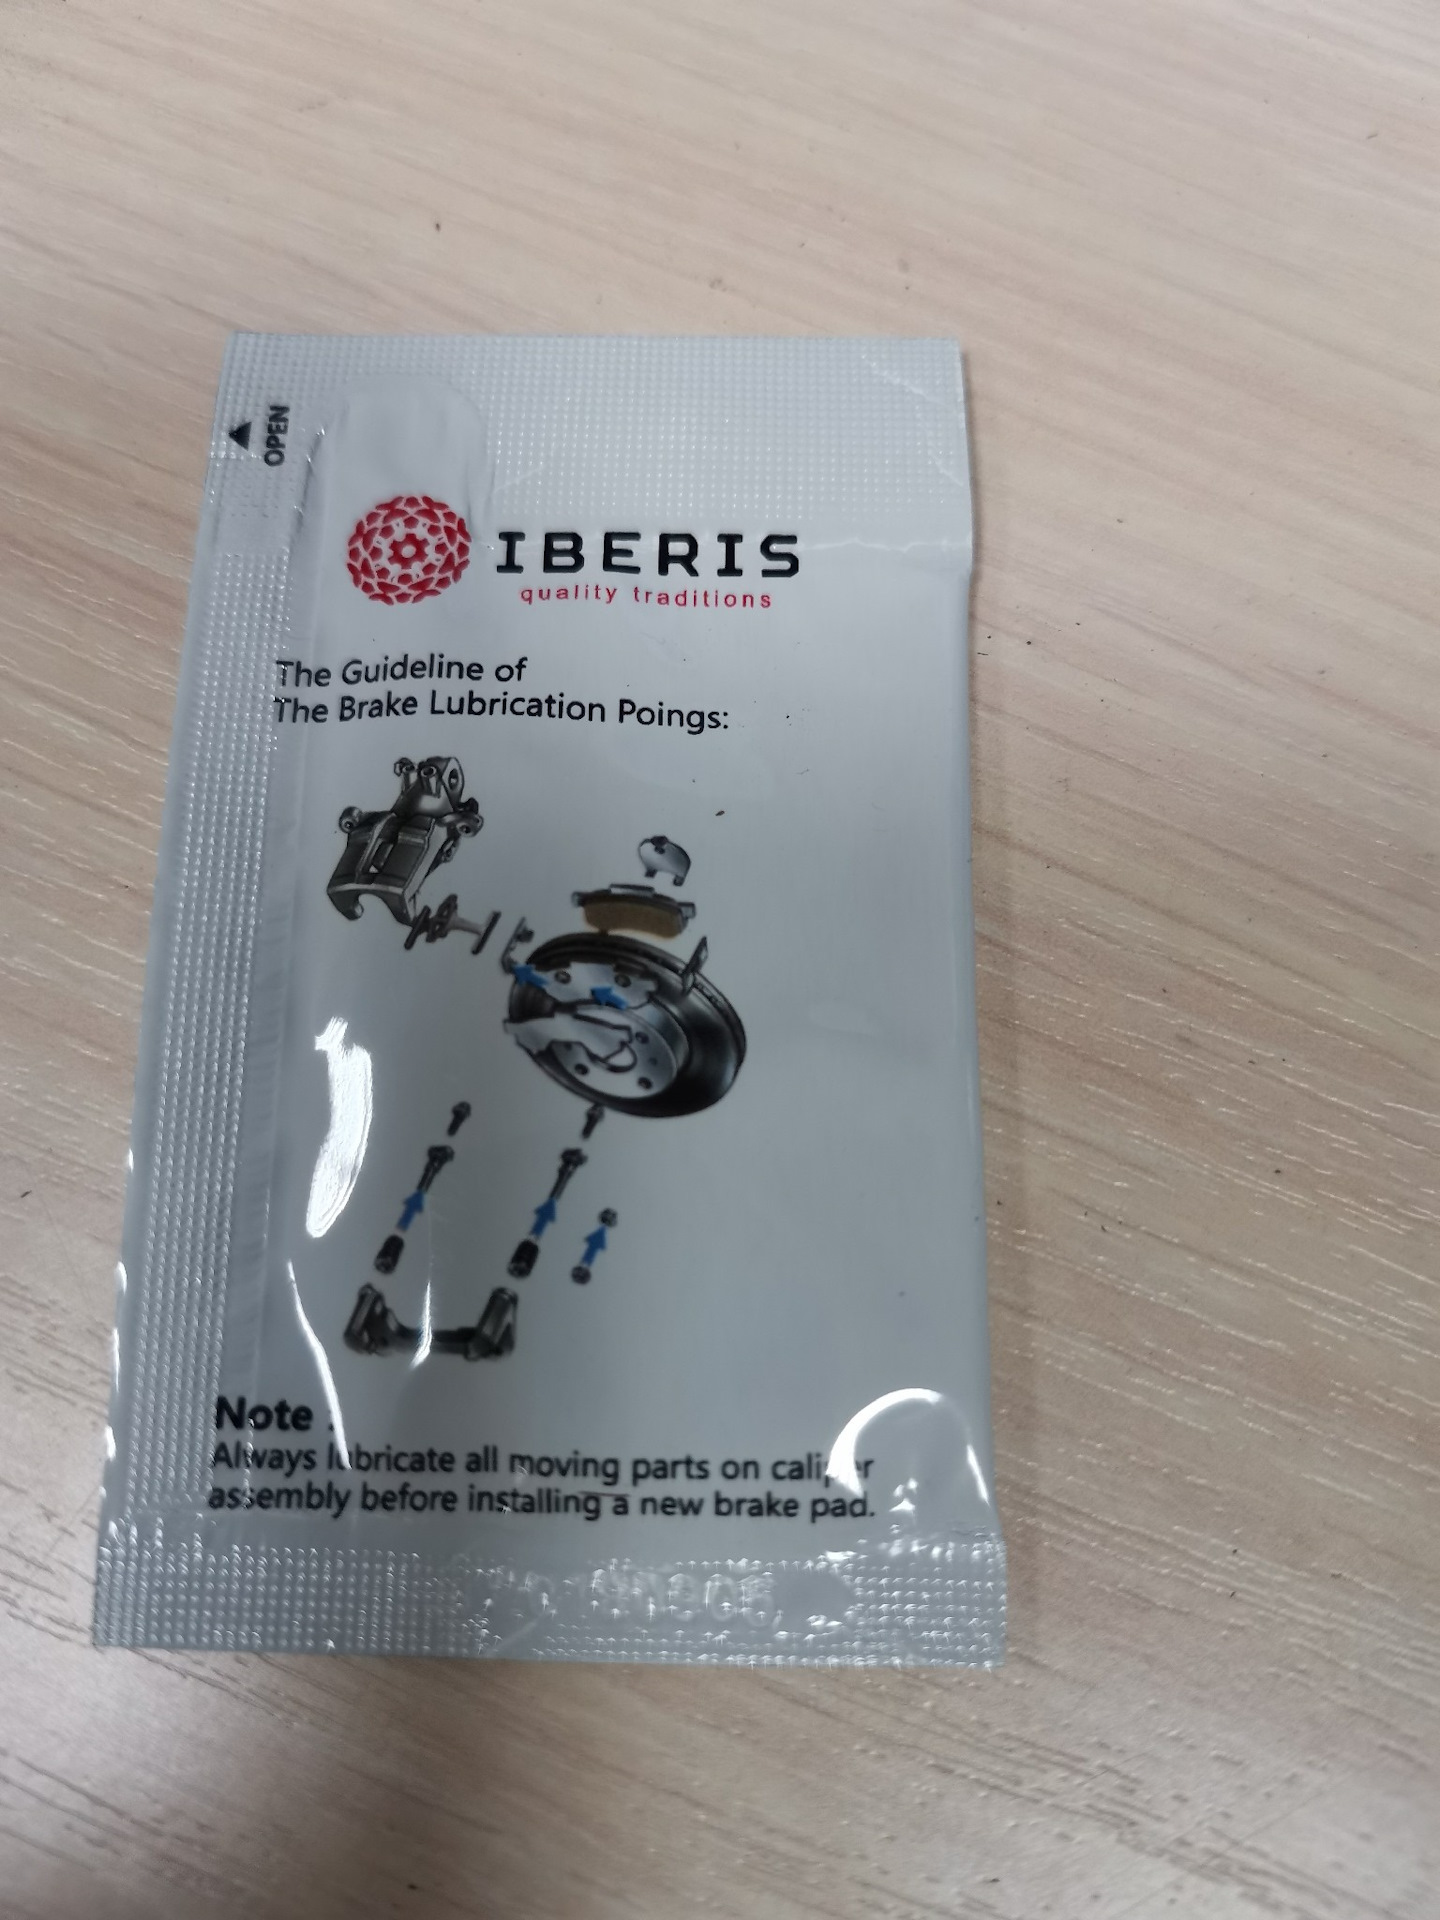 OPEN
IBERIS
quality traditions
The Guideline of
The Brake Lubrication Poings:
Note :
Always lubricate all moving parts on caliper
assembly before installing a new brake pad.